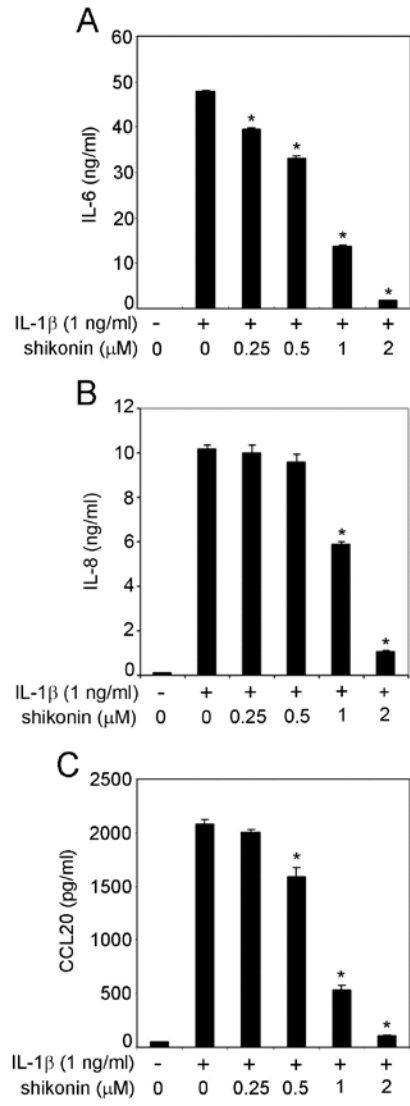 A
60
50
40
30
20
10
0
IL-6 (ng/ml)
* * * *
IL-1β (1 ng/ml) - + + + + +
shikonin (μM) 0 0 0.25 0.5 1 2
B
12
10
8
6
4
2
0
IL-8 (ng/ml)
* *
IL-1β (1 ng/ml) - + + + + +
shikonin (μM) 0 0 0.25 0.5 1 2
C
2500
2000
1500
1000
500
0
CCL20 (pg/ml)
* * *
IL-1β (1 ng/ml) - + + + + +
shikonin (μM) 0 0 0.25 0.5 1 2